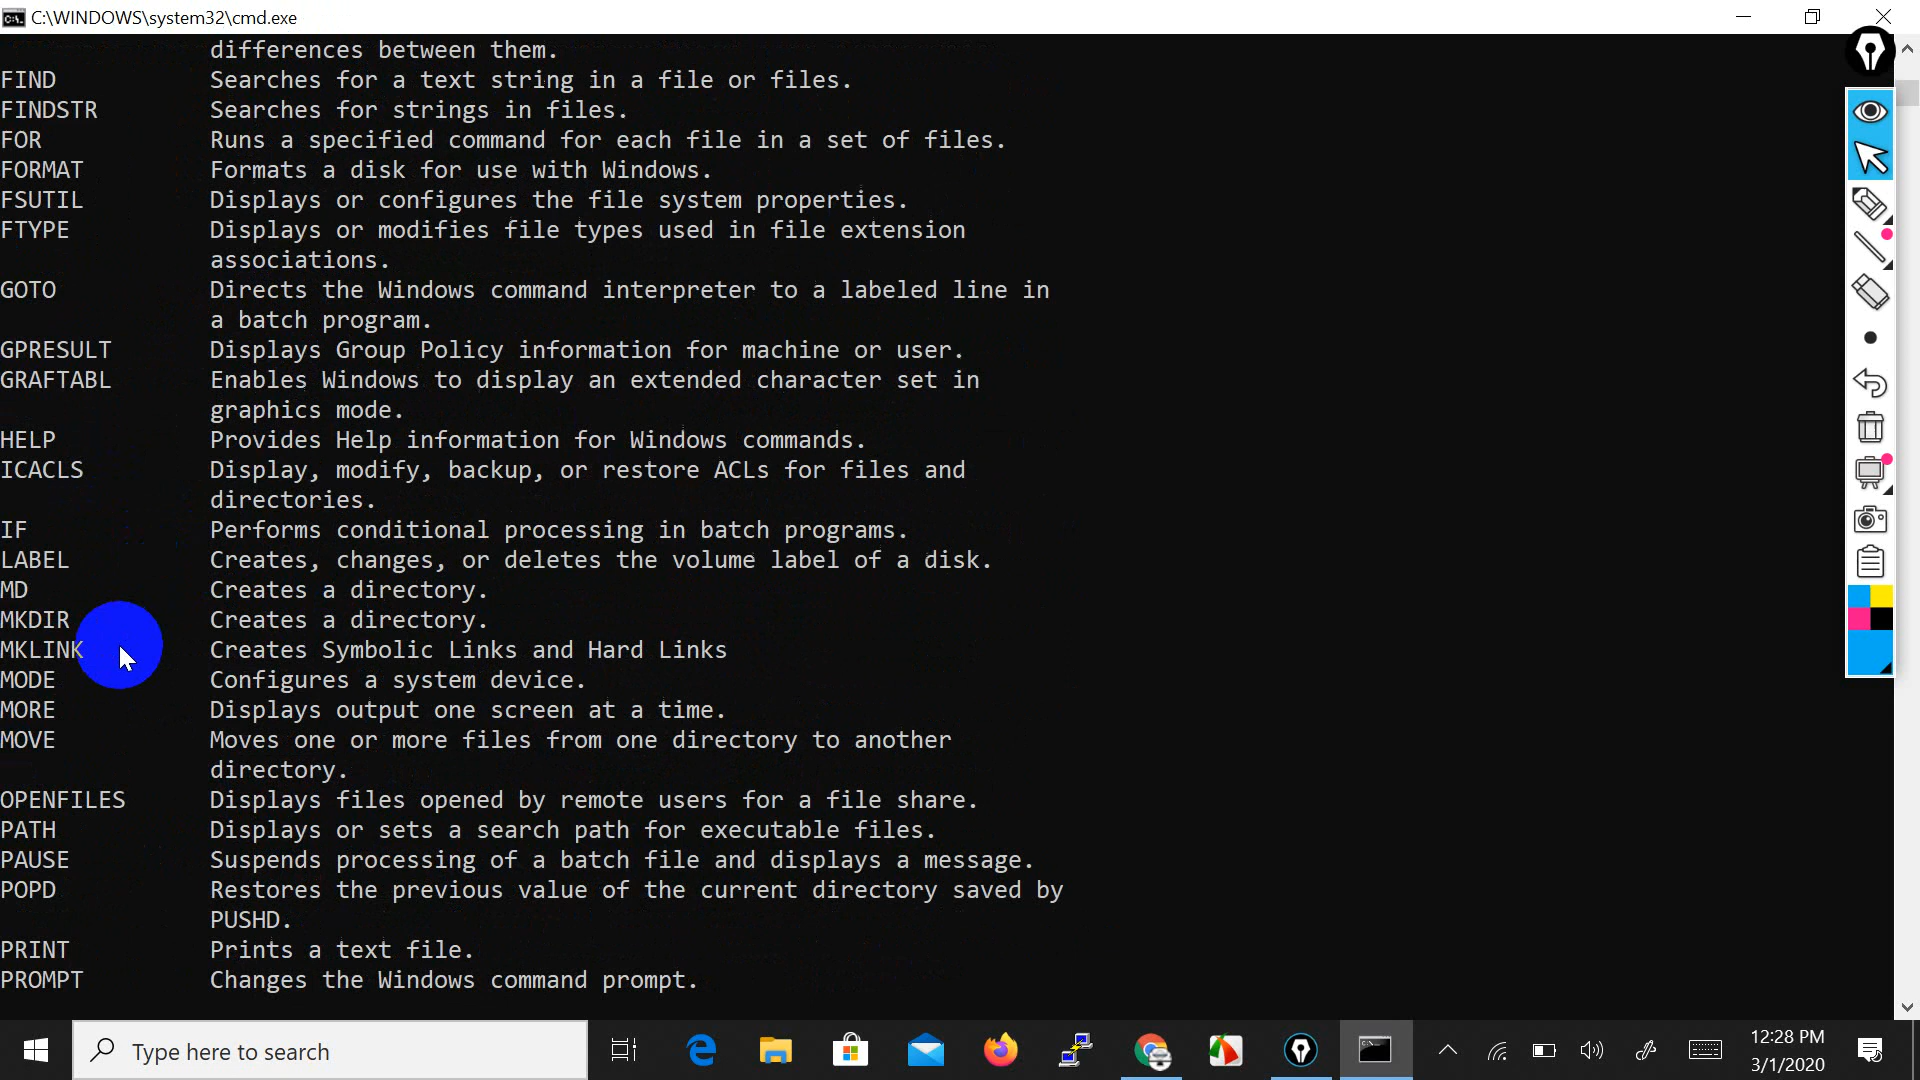 C:\WINDOWS\system32\cmd.exe
differences between them.
FIND Searches for a text string in a file or files.
FINDSTR Searches for strings in files.
FOR Runs a specified command for each file in a set of files.
FORMAT Formats a disk for use with Windows.
FSUTIL Displays or configures the file system properties.
FTYPE Displays or modifies file types used in file extension
associations.
GOTO Directs the Windows command interpreter to a labeled line in
a batch program.
GPRESULT Displays Group Policy information for machine or user.
GRAFTABL Enables Windows to display an extended character set in
graphics mode.
HELP Provides Help information for Windows commands.
ICACLS Display, modify, backup, or restore ACLs for files and
directories.
IF Performs conditional processing in batch programs.
LABEL Creates, changes, or deletes the volume label of a disk.
MD Creates a directory.
MKDIR Creates a directory.
MKLINK Creates Symbolic Links and Hard Links
MODE Configures a system device.
MORE Displays output one screen at a time.
MOVE Moves one or more files from one directory to another
directory.
OPENFILES Displays files opened by remote users for a file share.
PATH Displays or sets a search path for executable files.
PAUSE Suspends processing of a batch file and displays a message.
POPD Restores the previous value of the current directory saved by
PUSHD.
PRINT Prints a text file.
PROMPT Changes the Windows command prompt.
Type here to search
12:28 PM
3/1/2020